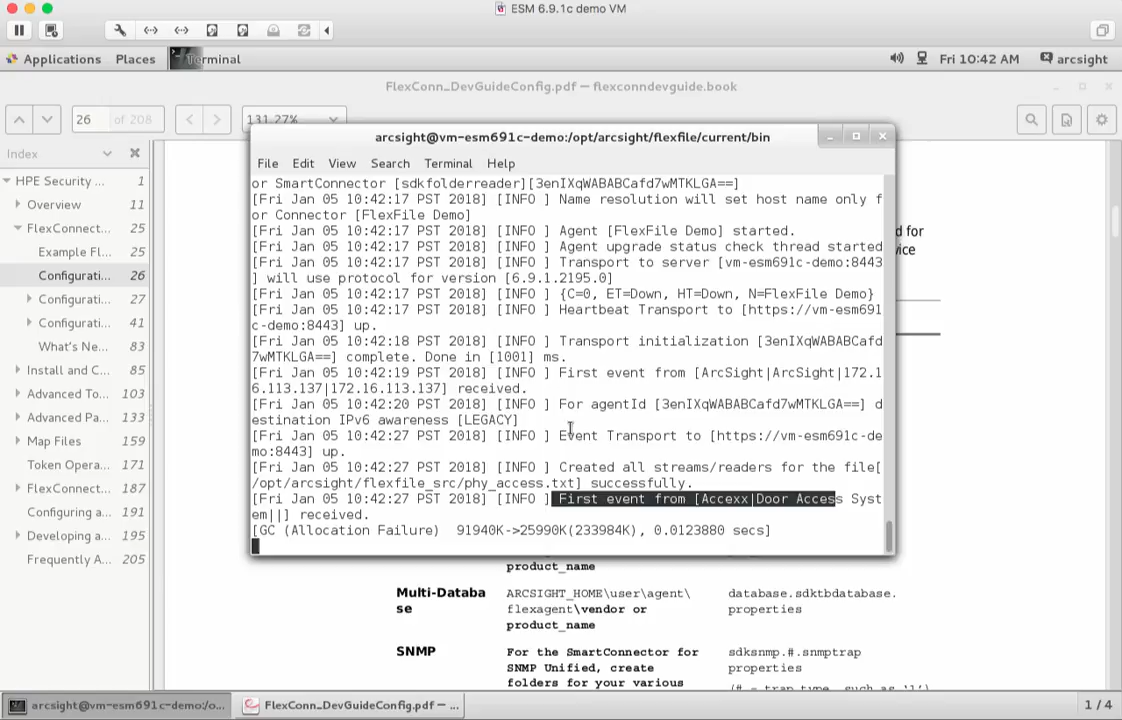 ESM 6.9.1c demo VM
Applications Places Terminal Fri 10:42 AM arcsight
FlexConn_DevGuideConfig.pdf — flexconndevguide.book
26 of 208 131.27%
Index
HPE Security ... 1
Overview 11
FlexConnect... 25
Example Fl... 25
Configurati... 26
Configurati... 27
Configurati... 41
What's Ne... 83
Install and C... 85
Advanced To... 103
Advanced Pa... 147
Map Files 159
Token Opera... 171
FlexConnec... 187
Configuring a... 191
Developing a... 195
Frequently A... 205
arcsight@vm-esm691c-demo:/opt/arcsight/flexfile/current/bin
File Edit View Search Terminal Help
or SmartConnector [sdkfolderreader][3enIXqWABABCafd7wMTKLGA==]
[Fri Jan 05 10:42:17 PST 2018] [INFO ] Name resolution will set host name only f
or Connector [FlexFile Demo]
[Fri Jan 05 10:42:17 PST 2018] [INFO ] Agent [FlexFile Demo] started.
[Fri Jan 05 10:42:17 PST 2018] [INFO ] Agent upgrade status check thread started
[Fri Jan 05 10:42:17 PST 2018] [INFO ] Transport to server [vm-esm691c-demo:8443
] will use protocol for version [6.9.1.2195.0]
[Fri Jan 05 10:42:17 PST 2018] [INFO ] {C=0, ET=Down, HT=Down, N=FlexFile Demo}
[Fri Jan 05 10:42:17 PST 2018] [INFO ] Heartbeat Transport to [https://vm-esm691
c-demo:8443] up.
[Fri Jan 05 10:42:18 PST 2018] [INFO ] Transport initialization [3enIXqWABABCafd
7wMTKLGA==] complete. Done in [1001] ms.
[Fri Jan 05 10:42:19 PST 2018] [INFO ] First event from [ArcSight|ArcSight|172.1
6.113.137|172.16.113.137] received.
[Fri Jan 05 10:42:20 PST 2018] [INFO ] For agentId [3enIXqWABABCafd7wMTKLGA==] d
estination IPv6 awareness [LEGACY]
[Fri Jan 05 10:42:27 PST 2018] [INFO ] Event Transport to [https://vm-esm691c-de
mo:8443] up.
[Fri Jan 05 10:42:27 PST 2018] [INFO ] Created all streams/readers for the file[
/opt/arcsight/flexfile_src/phy_access.txt] successfully.
[Fri Jan 05 10:42:27 PST 2018] [INFO ] First event from [Accexx|Door Access Syst
em||] received.
[GC (Allocation Failure) 91940K->25990K(233984K), 0.0123880 secs]
d for
vice
product_name
Multi-Databa ARCSIGHT_HOME\user\agent\ database.sdktbdatabase.
se flexagent\vendor or properties
product_name
SNMP For the SmartConnector for sdksnmp.#.snmptrap
SNMP Unified, create properties
folders for your various (# - trap type, such as '1')
arcsight@vm-esm691c-demo:/o... FlexConn_DevGuideConfig.pdf — ... 1 / 4